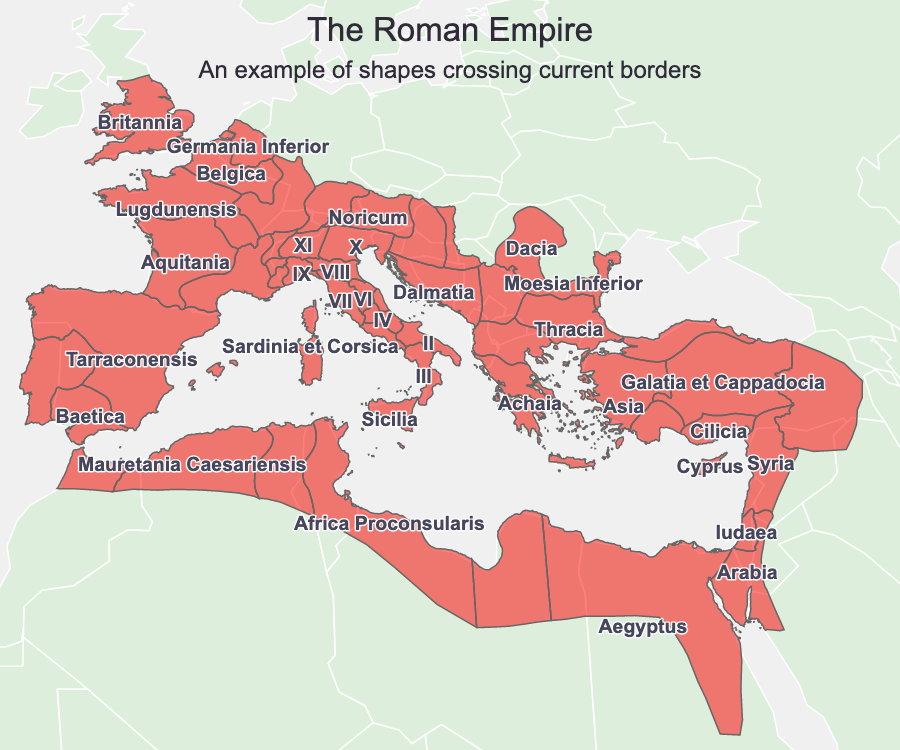 The Roman Empire
An example of shapes crossing current borders
Britannia
Germania Inferior
Belgica
Lugdunensis
Noricum
XI
X
Dacia
Aquitania
IX
VIII
Moesia Inferior
Dalmatia
VII
VI
IV
Thracia
Sardinia et Corsica
II
Tarraconensis
III
Galatia et Cappadocia
Achaia
Asia
Baetica
Sicilia
Cilicia
Mauretania Caesariensis
Cyprus
Syria
Africa Proconsularis
Iudaea
Arabia
Aegyptus